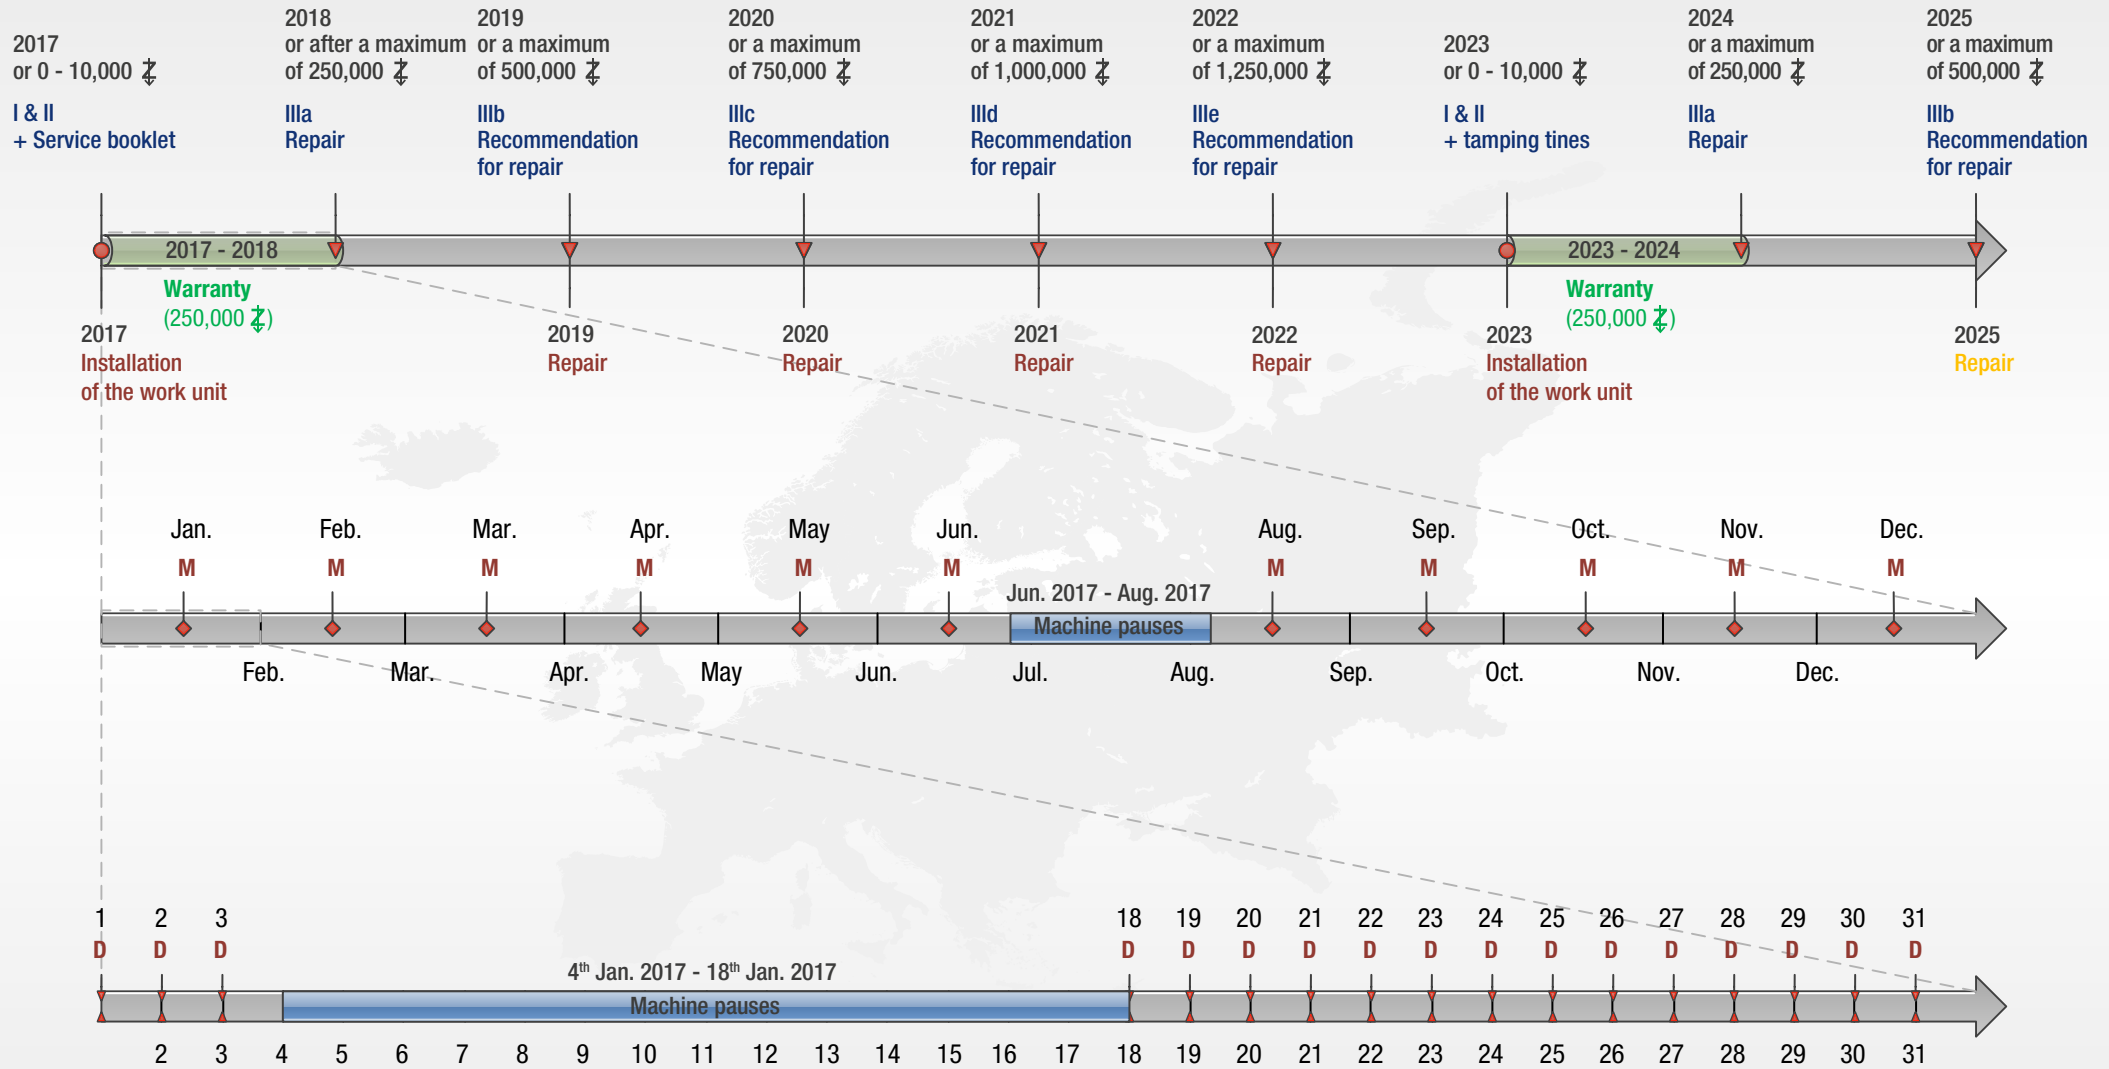 2017
or 0 - 10,000
I & II
+ Service booklet
2018
or after a maximum
of 250,000
IIIa
Repair
2019
or a maximum
of 500,000
IIIb
Recommendation
for repair
2020
or a maximum
of 750,000
IIIc
Recommendation
for repair
2021
or a maximum
of 1,000,000
IIId
Recommendation
for repair
2022
or a maximum
of 1,250,000
IIIe
Recommendation
for repair
2023
or 0 - 10,000
I & II
+ tamping tines
2024
or a maximum
of 250,000
IIIa
Repair
2025
or a maximum
of 500,000
IIIb
Recommendation
for repair
2017 - 2018
2023 - 2024
Warranty
(250,000 )
Warranty
(250,000 )
2017
Installation
of the work unit
2019
Repair
2020
Repair
2021
Repair
2022
Repair
2023
Installation
of the work unit
2025
Repair
Jan. Feb. Mar. Apr. May Jun. Aug. Sep. Oct. Nov. Dec.
M M M M M M M M M M M
Jun. 2017 - Aug. 2017
Machine pauses
Feb. Mar. Apr. May Jun. Jul. Aug. Sep. Oct. Nov. Dec.
1 2 3 18 19 20 21 22 23 24 25 26 27 28 29 30 31
D D D D D D D D D D D D D D D D D
4th Jan. 2017 - 18th Jan. 2017
Machine pauses
2 3 4 5 6 7 8 9 10 11 12 13 14 15 16 17 18 19 20 21 22 23 24 25 26 27 28 29 30 31